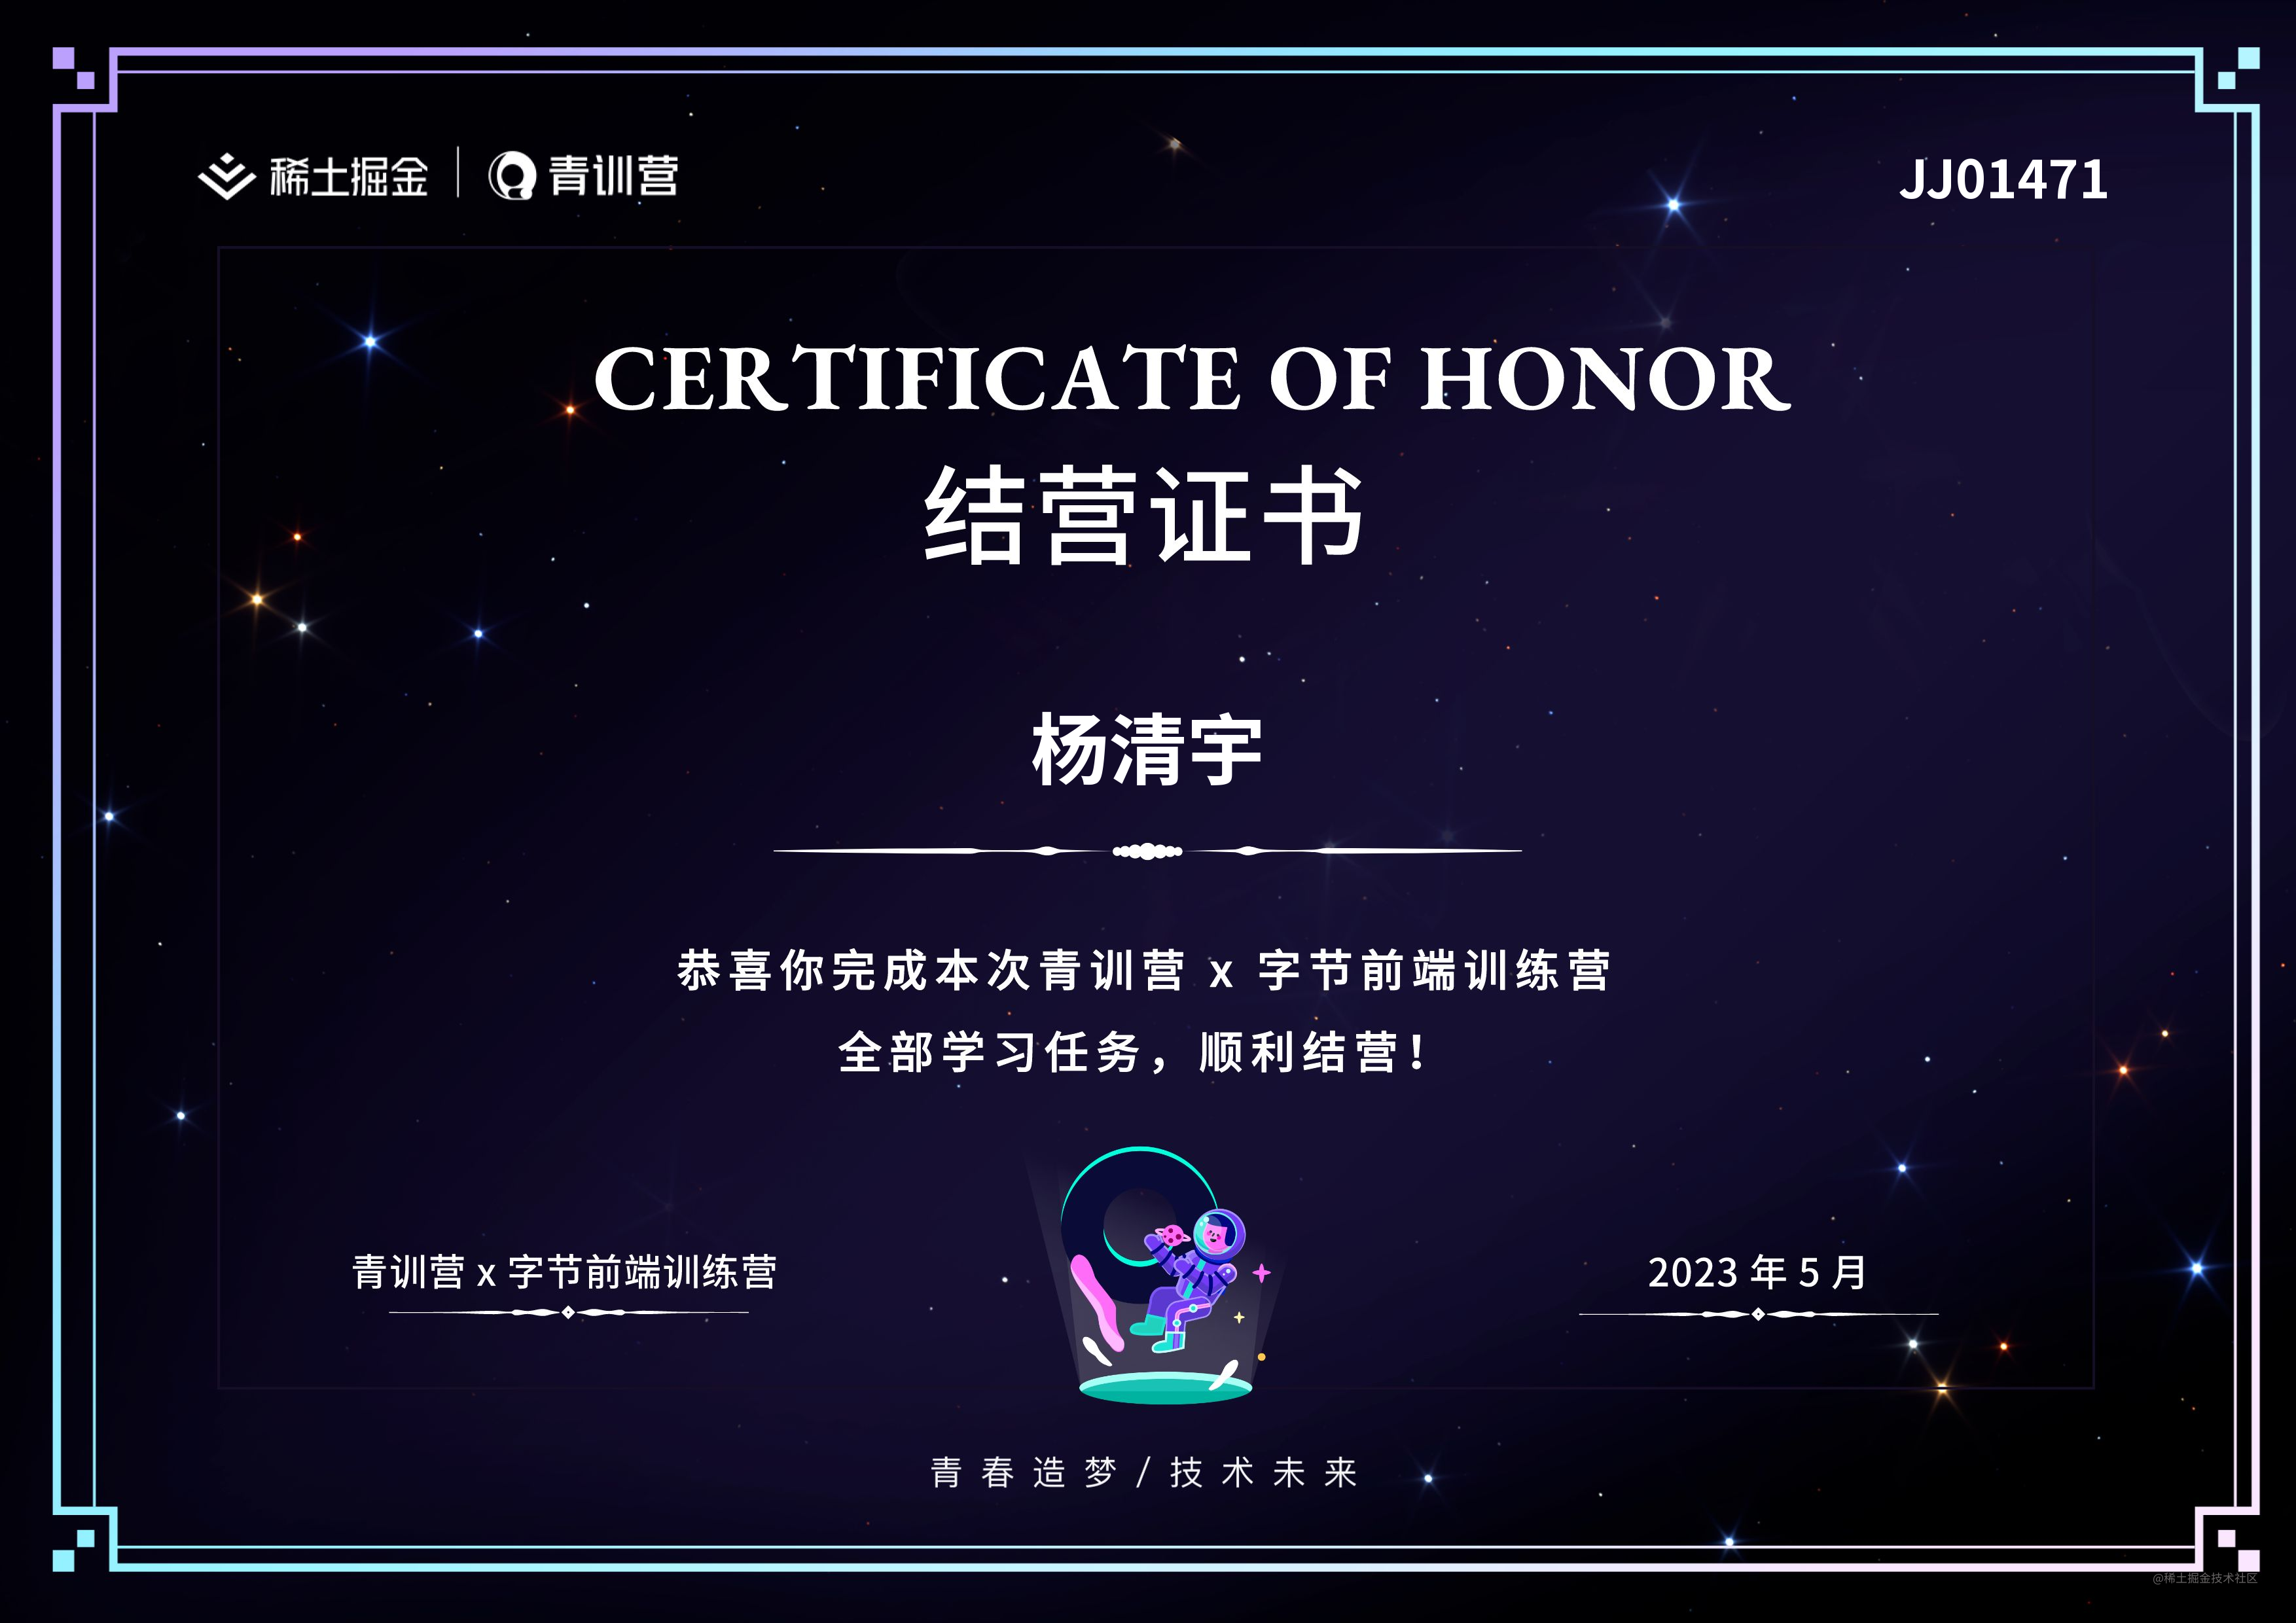 稀土掘金 | 青训营
JJ01471
CERTIFICATE OF HONOR
结营证书
杨清宇
恭喜你完成本次青训营 x 字节前端训练营
全部学习任务，顺利结营！
青训营 x 字节前端训练营
2023 年 5 月
青春造梦/技术未来
@稀土掘金技术社区